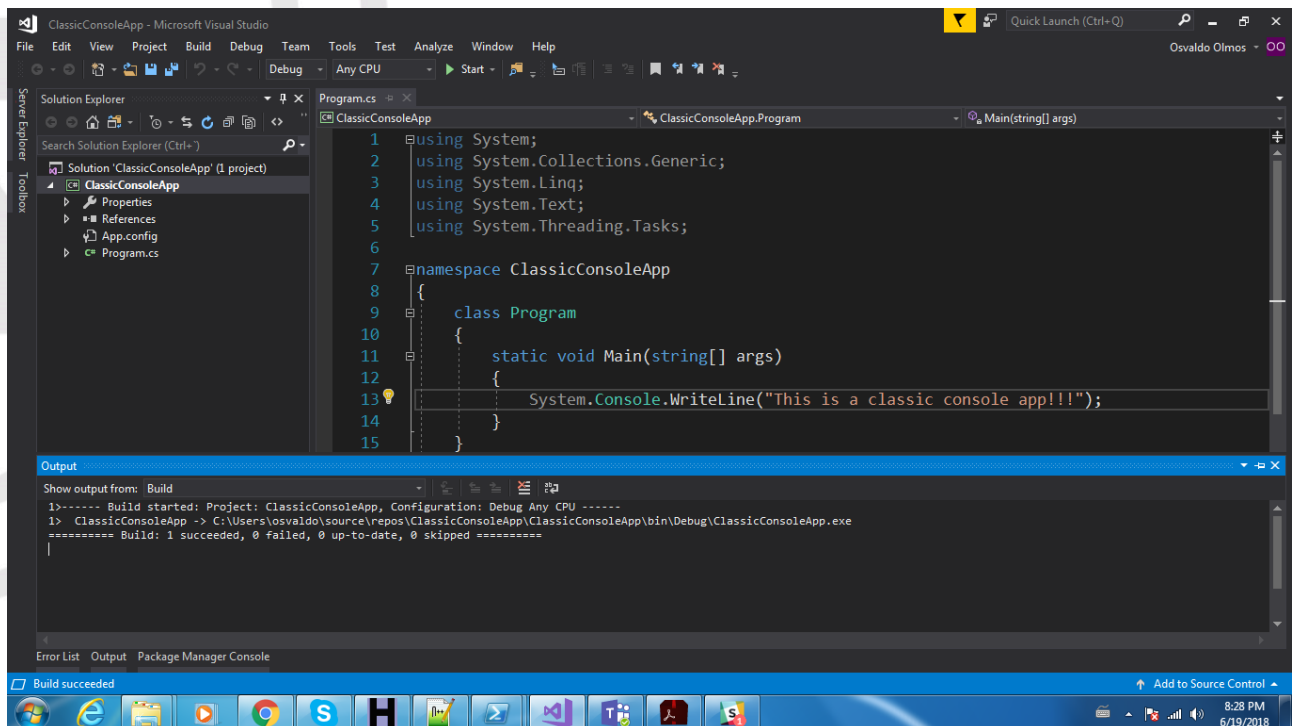 ClassicConsoleApp - Microsoft Visual Studio
Quick Launch (Ctrl+Q)
File Edit View Project Build Debug Team Tools Test Analyze Window Help
Osvaldo Olmos OO
Debug Any CPU Start
Server Explorer
Toolbox
Solution Explorer
Search Solution Explorer (Ctrl+¨)
Solution 'ClassicConsoleApp' (1 project)
ClassicConsoleApp
Properties
References
App.config
C# Program.cs
Program.cs
C# ClassicConsoleApp ClassicConsoleApp.Program Main(string[] args)
1 using System;
2 using System.Collections.Generic;
3 using System.Linq;
4 using System.Text;
5 using System.Threading.Tasks;
6
7 namespace ClassicConsoleApp
8 {
9 class Program
10 {
11 static void Main(string[] args)
12 {
13 System.Console.WriteLine("This is a classic console app!!!");
14 }
15 }
Output
Show output from: Build
1>------ Build started: Project: ClassicConsoleApp, Configuration: Debug Any CPU ------
1> ClassicConsoleApp -> C:\Users\osvaldo\source\repos\ClassicConsoleApp\ClassicConsoleApp\bin\Debug\ClassicConsoleApp.exe
========== Build: 1 succeeded, 0 failed, 0 up-to-date, 0 skipped ==========
Error List Output Package Manager Console
Build succeeded
Add to Source Control
8:28 PM
6/19/2018